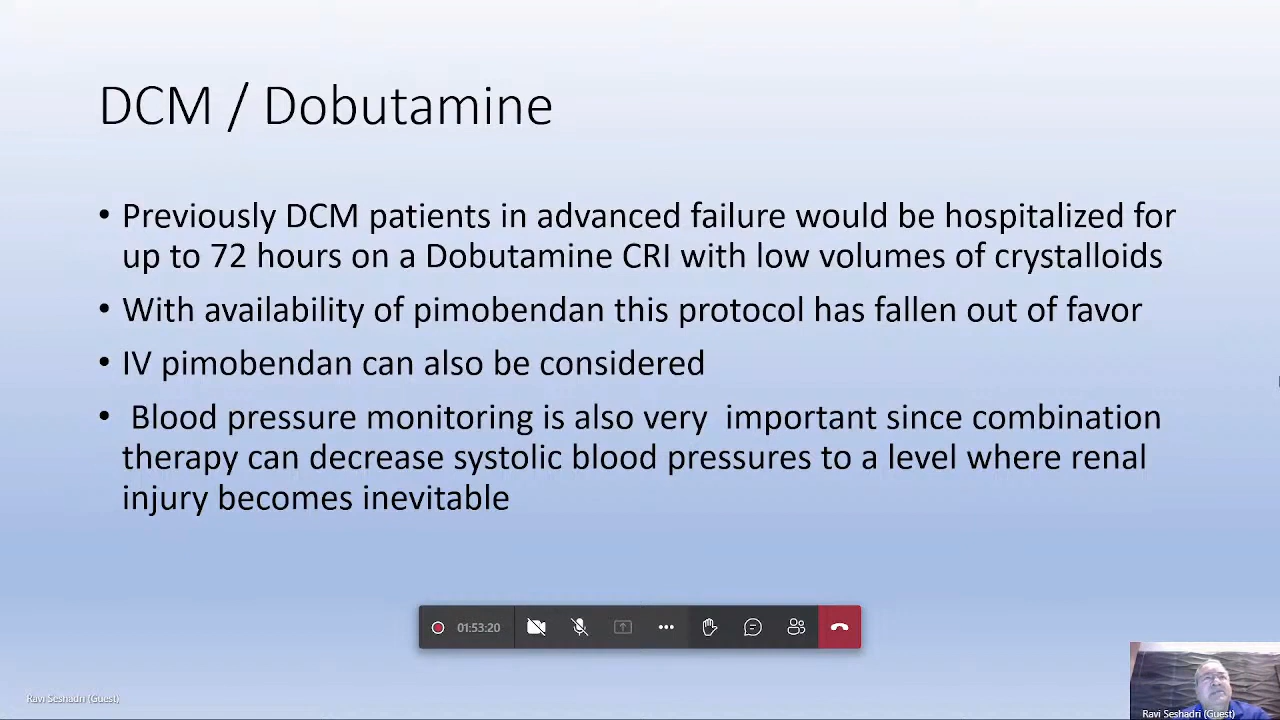 DCM / Dobutamine
• Previously DCM patients in advanced failure would be hospitalized for
up to 72 hours on a Dobutamine CRI with low volumes of crystalloids
• With availability of pimobendan this protocol has fallen out of favor
• IV pimobendan can also be considered
• Blood pressure monitoring is also very important since combination
therapy can decrease systolic blood pressures to a level where renal
injury becomes inevitable
01:53:20
Ravi Seshadri (Guest)
Ravi Seshadri (Guest)